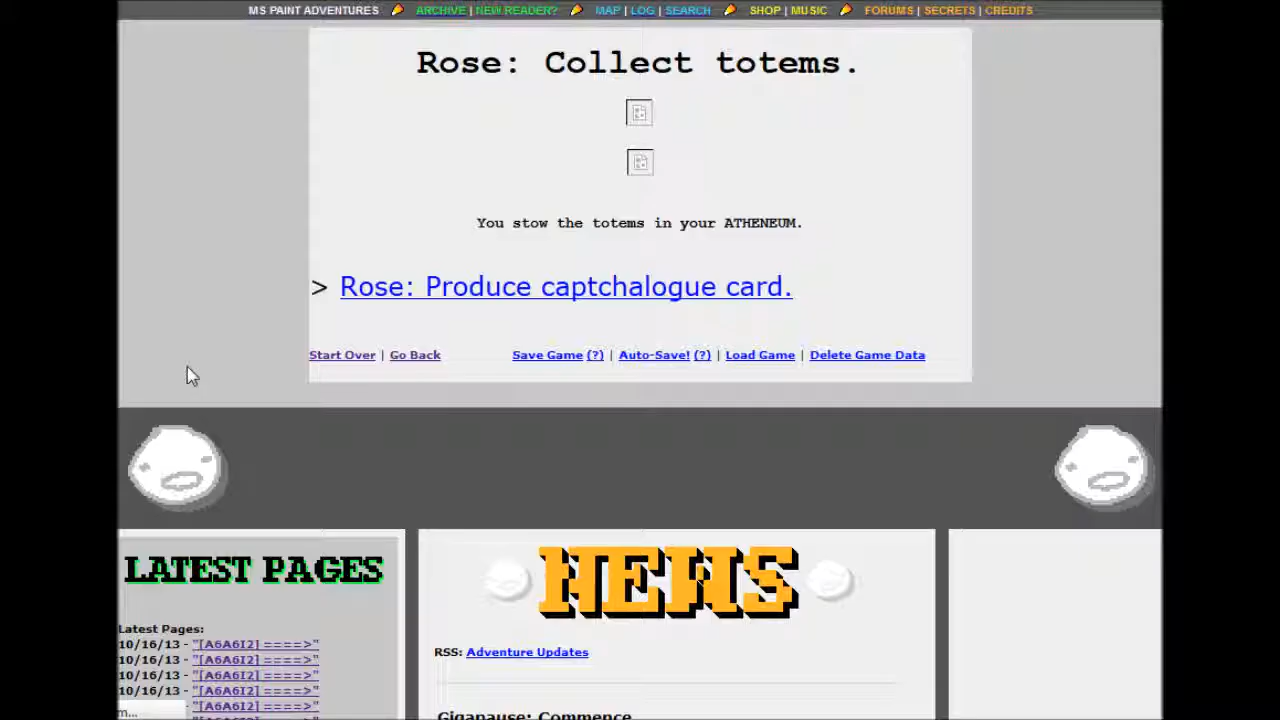 MS PAINT ADVENTURES ARCHIVE | NEW READER? MAP | LOG | SEARCH SHOP | MUSIC FORUMS | SECRETS | CREDITS
Rose: Collect totems.
You stow the totems in your ATHENEUM.
> Rose: Produce captchalogue card.
Start Over | Go Back Save Game (?) | Auto-Save! (?) | Load Game | Delete Game Data
LATEST PAGES
NEWS
Latest Pages:
10/16/13 - "[A6A6I2] ====>"
10/16/13 - "[A6A6I2] ====>"
10/16/13 - "[A6A6I2] ====>"
10/16/13 - "[A6A6I2] ====>"
"[A6A6I2] ====>"
m...
RSS: Adventure Updates
Gigapause: Commence